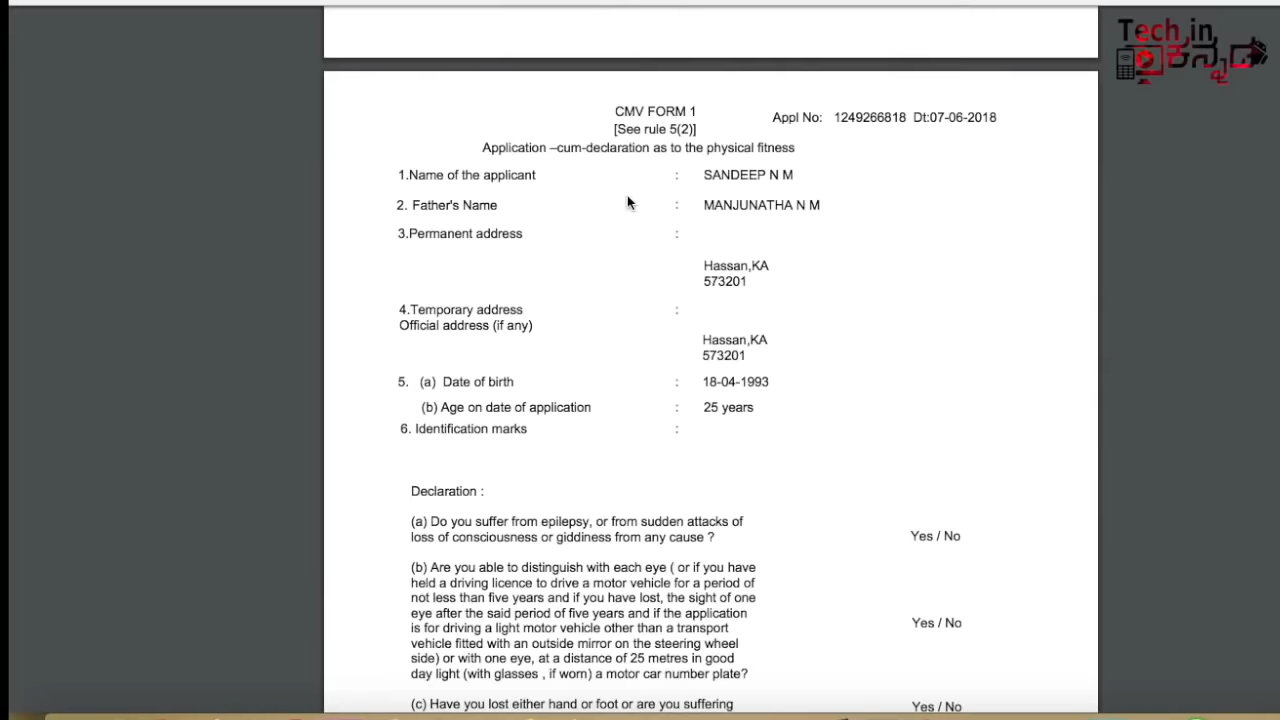 Tech in
ಕನ್ನಡ
CMV FORM 1
Appl No: 1249266818 Dt:07-06-2018
[See rule 5(2)]
Application –cum-declaration as to the physical fitness
1.Name of the applicant : SANDEEP N M
2. Father's Name : MANJUNATHA N M
3.Permanent address :
Hassan,KA
573201
4.Temporary address :
Official address (if any)
Hassan,KA
573201
5. (a) Date of birth : 18-04-1993
(b) Age on date of application : 25 years
6. Identification marks :
Declaration :
(a) Do you suffer from epilepsy, or from sudden attacks of
loss of consciousness or giddiness from any cause ? Yes / No
(b) Are you able to distinguish with each eye ( or if you have
held a driving licence to drive a motor vehicle for a period of
not less than five years and if you have lost, the sight of one
eye after the said period of five years and if the application
is for driving a light motor vehicle other than a transport Yes / No
vehicle fitted with an outside mirror on the steering wheel
side) or with one eye, at a distance of 25 metres in good
day light (with glasses , if worn) a motor car number plate?
(c) Have you lost either hand or foot or are you suffering Yes / No